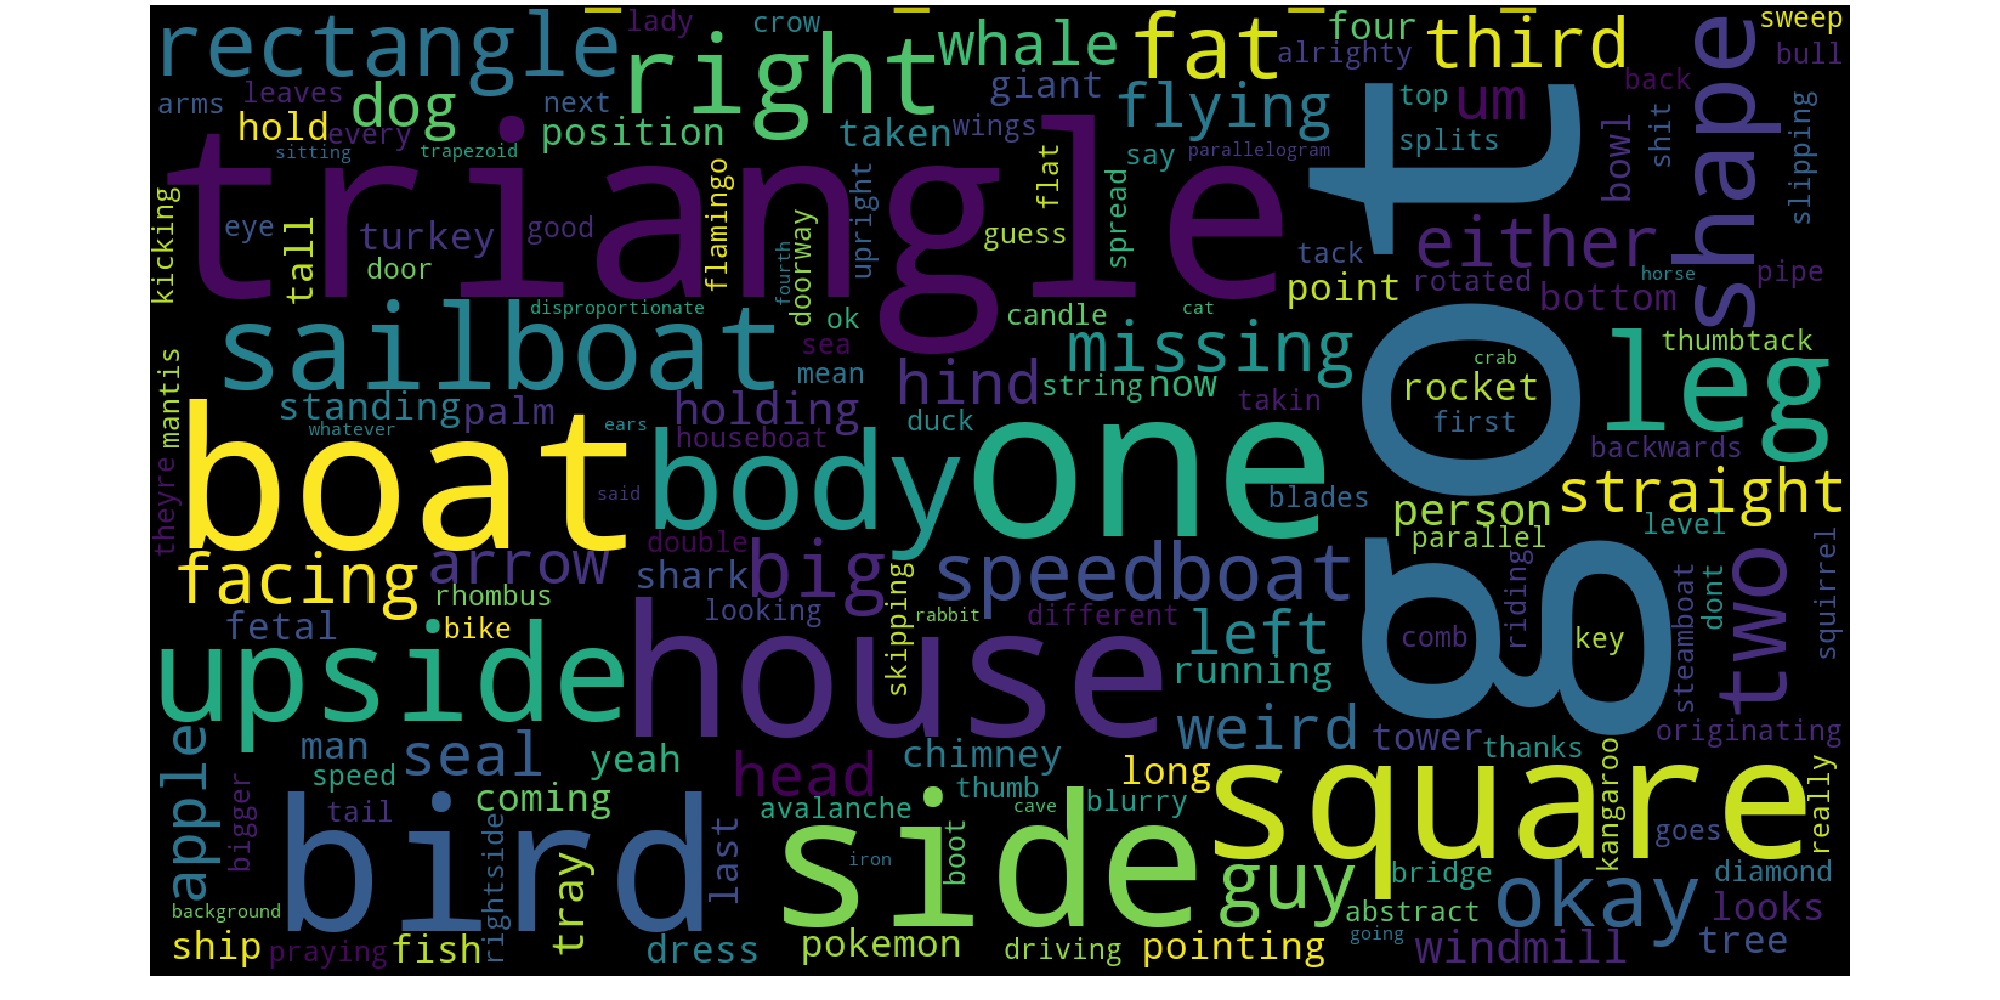 rectangle
lady
crow
right
whale
fat
four
alrighty
third
shape
sweep
bull
arms
leaves
dog
next
position
giant
flying
top
um
back
hold
every
sitting
trapezoid
taken
wings
say
parallelogram
splits
bowl
shit
slipping
triangle
got
kicking
eye
tall
turkey
door
good
flamingo
fourth
doorway
upright
guess
flat
spread
tack
point
either
rotated
horse
bottom
pipe
sailboat
disproportionate
ok
sea
mean
candle
cat
missing
crab
rocket
first
leg
thumbtack
mantis
standing
whatever
palm
ears
holding
houseboat
hind
duck
string
now
takin
backwards
boat
theyre
said
body
one
blades
person
parallel
straight
level
facing
arrow
rhombus
double
shark
big
looking
speedboat
different
skipping
rabbit
fetal
bike
left
running
comb
riding
key
steamboat
dont
two
squirrel
upside
house
apple
man
speed
seal
yeah
head
chimney
thumb
weird
long
tower
thanks
originating
bigger
tail
coming
avalanche
cave
blurry
square
kangaroo
goes
really
bird
rightside
tray
last
side
iron
boot
guy
bridge
abstract
okay
diamond
looks
background
ship
praying
fish
dress
pokemon
driving
pointing
going
windmill
tree